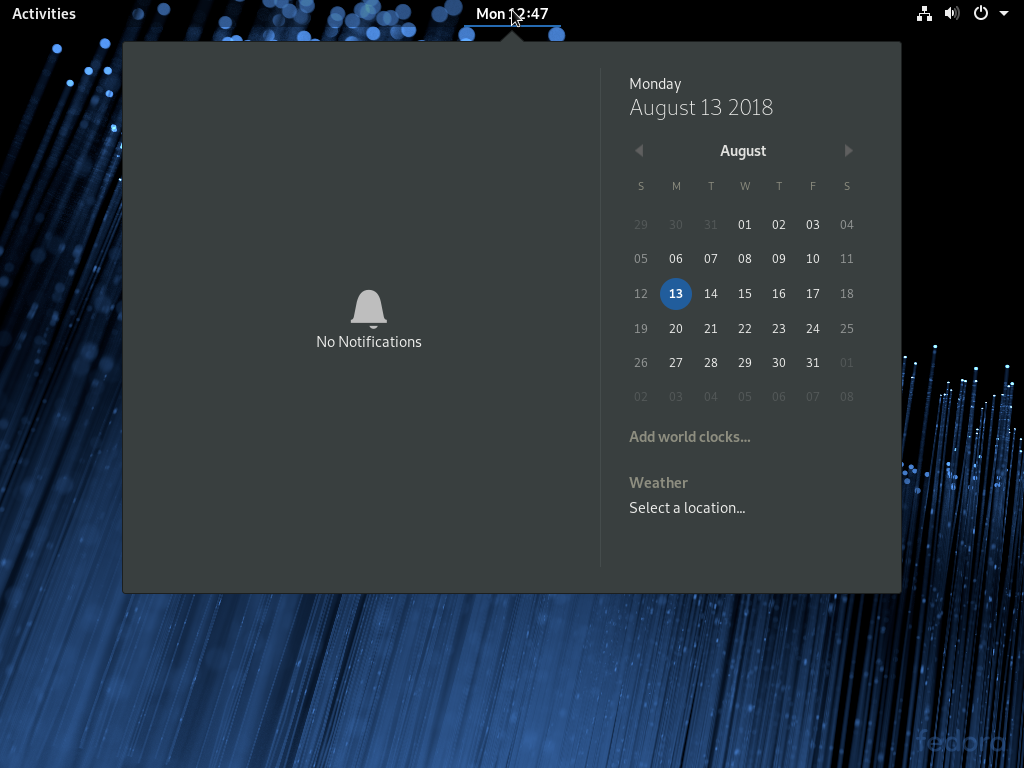 Activities
Mon 12:47
No Notifications
Monday
August 13 2018
August
S M T W T F S
29 30 31 01 02 03 04
05 06 07 08 09 10 11
12 13 14 15 16 17 18
19 20 21 22 23 24 25
26 27 28 29 30 31 01
02 03 04 05 06 07 08
Add world clocks...
Weather
Select a location...
fedora